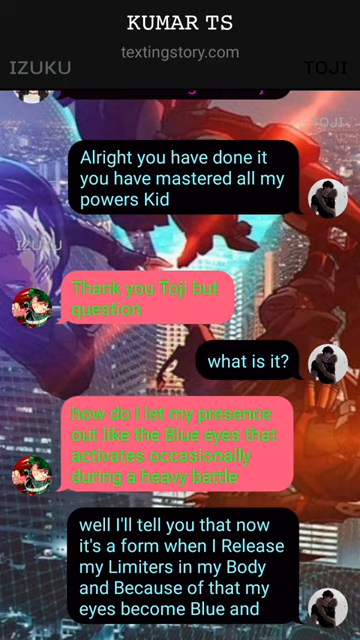 KUMAR TS
textingstory.com
IZUKU
TOJI
TOJI
Alright you have done it
you have mastered all my
powers Kid
IZUKU
Thank you Toji but
question
what is it?
how do I let my presence
out like the Blue eyes that
activates occasionally
during a heavy battle
well I'll tell you that now
it's a form when I Release
my Limiters in my Body
and Because of that my
eyes become Blue and